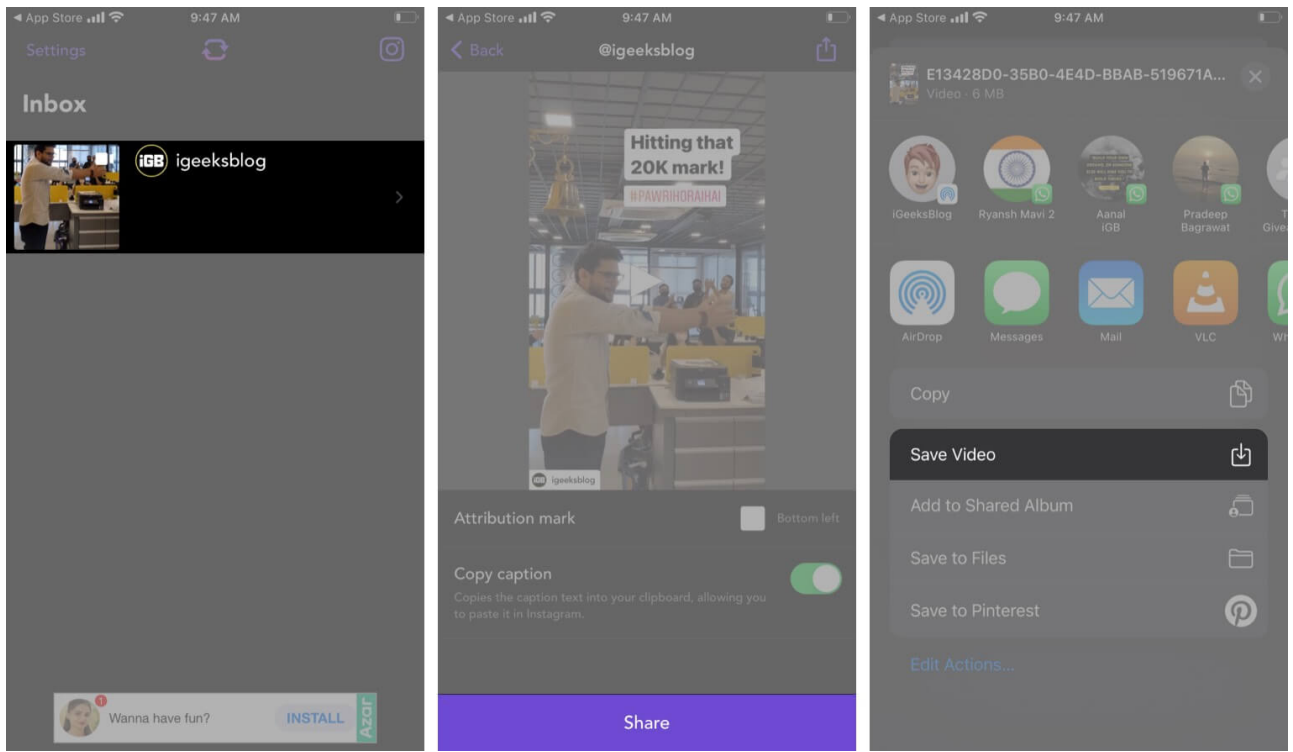 App Store
9:47 AM
Settings
Inbox
iGB igeeksblog
1
Wanna have fun?
INSTALL
Azar
App Store
9:47 AM
Back
@igeeksblog
Hitting that
20K mark!
#PAWRIHORAIHAI
iGB igeeksblog
Attribution mark
Bottom left
Copy caption
Copies the caption text into your clipboard, allowing you
to paste it in Instagram.
Share
App Store
9:47 AM
E13428D0-35B0-4E4D-BBAB-519671A...
Video · 6 MB
iGeeksBlog
Ryansh Mavi 2
Aanal
iGB
Pradeep
Bagrawat
T
Give
AirDrop
Messages
Mail
VLC
Wh
Copy
Save Video
Add to Shared Album
Save to Files
Save to Pinterest
Edit Actions...